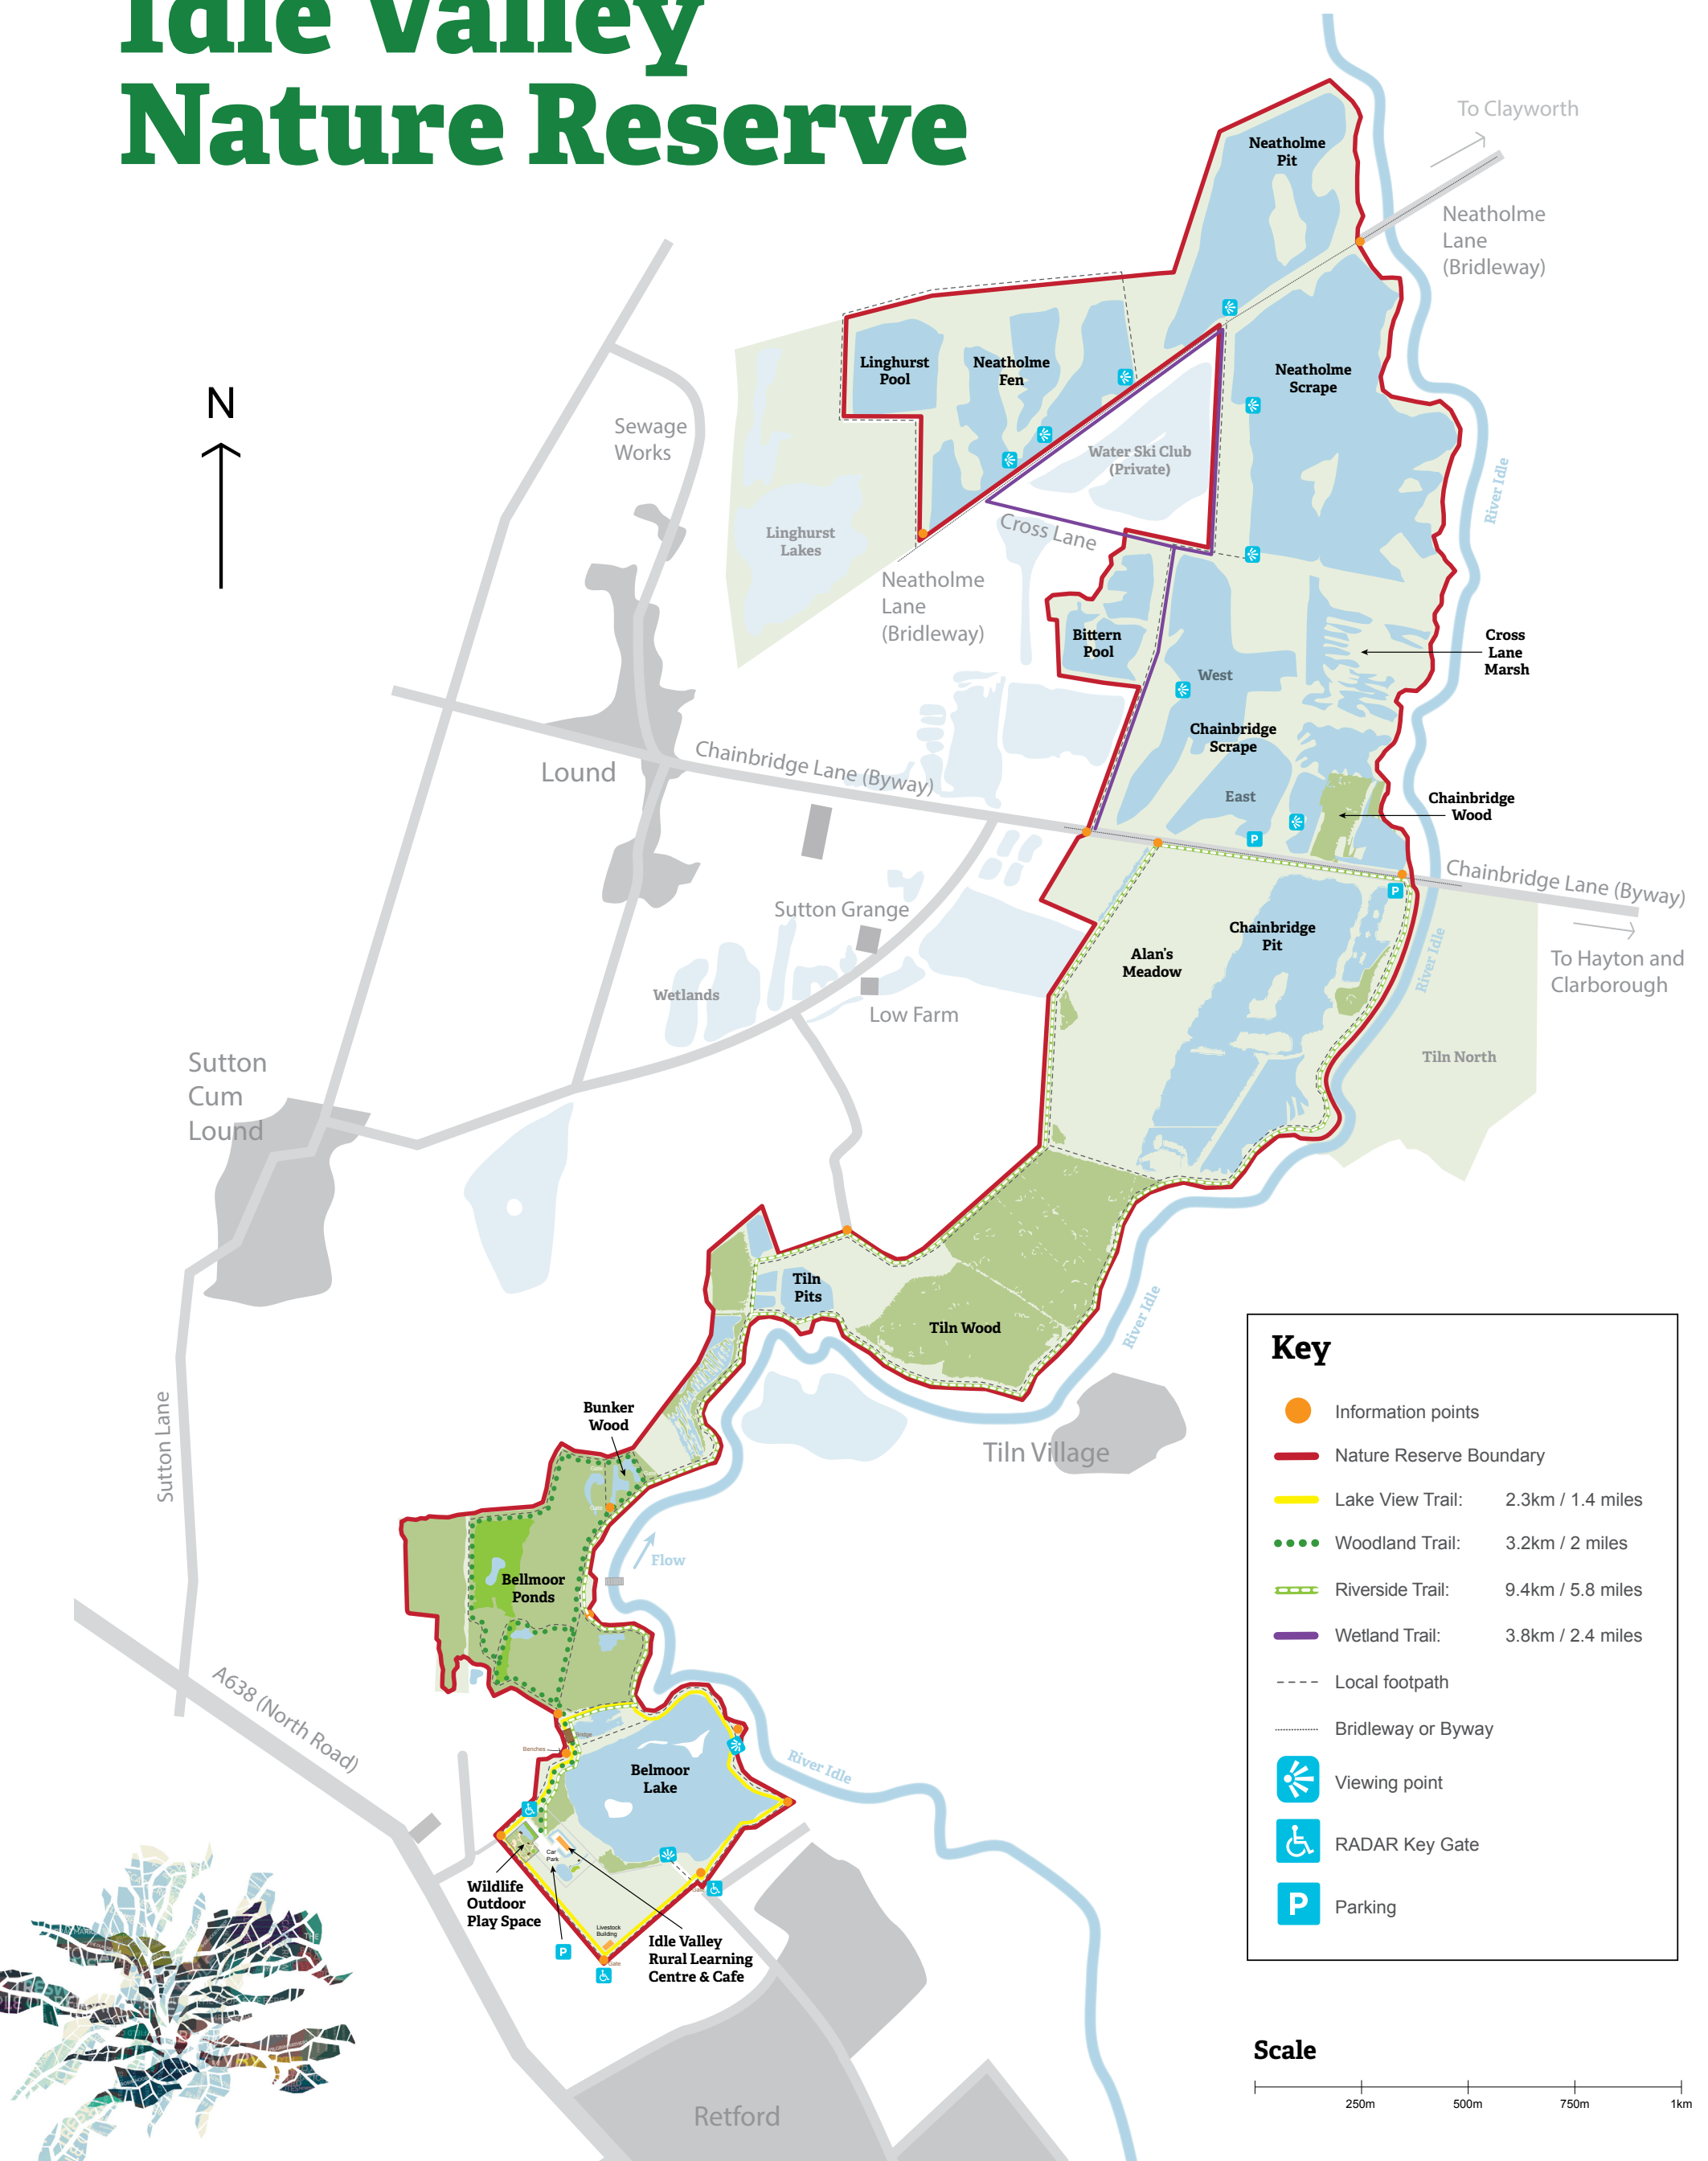 Idle Valley
Nature Reserve
To Clayworth
Neatholme
Pit
Neatholme
Lane
(Bridleway)
N
Linghurst
Pool
Neatholme
Fen
Neatholme
Scrape
Sewage
Works
Water Ski Club
(Private)
River Idle
Linghurst
Lakes
Cross Lane
Neatholme
Lane
(Bridleway)
Bittern
Pool
Cross
Lane
Marsh
West
Chainbridge
Scrape
East
Chainbridge Lane (Byway)
Lound
Chainbridge
Wood
P
Chainbridge Lane (Byway)
P
Sutton Grange
Chainbridge
Pit
Alan's
Meadow
River Idle
To Hayton and
Clarborough
Wetlands
Low Farm
Tiln North
Sutton
Cum
Lound
Tiln
Pits
Tiln Wood
River Idle
Sutton Lane
Bunker
Wood
Tiln Village
Gate
Flow
Bellmoor
Ponds
A638 (North Road)
Bridge
Benches
Belmoor
Lake
River Idle
Car
Park
Wildlife
Outdoor
Play Space
Livestock
Building
P
Gate
Idle Valley
Rural Learning
Centre & Cafe
Retford
Key
Information points
Nature Reserve Boundary
Lake View Trail: 2.3km / 1.4 miles
Woodland Trail: 3.2km / 2 miles
Riverside Trail: 9.4km / 5.8 miles
Wetland Trail: 3.8km / 2.4 miles
Local footpath
Bridleway or Byway
Viewing point
RADAR Key Gate
P Parking
Scale
250m 500m 750m 1km